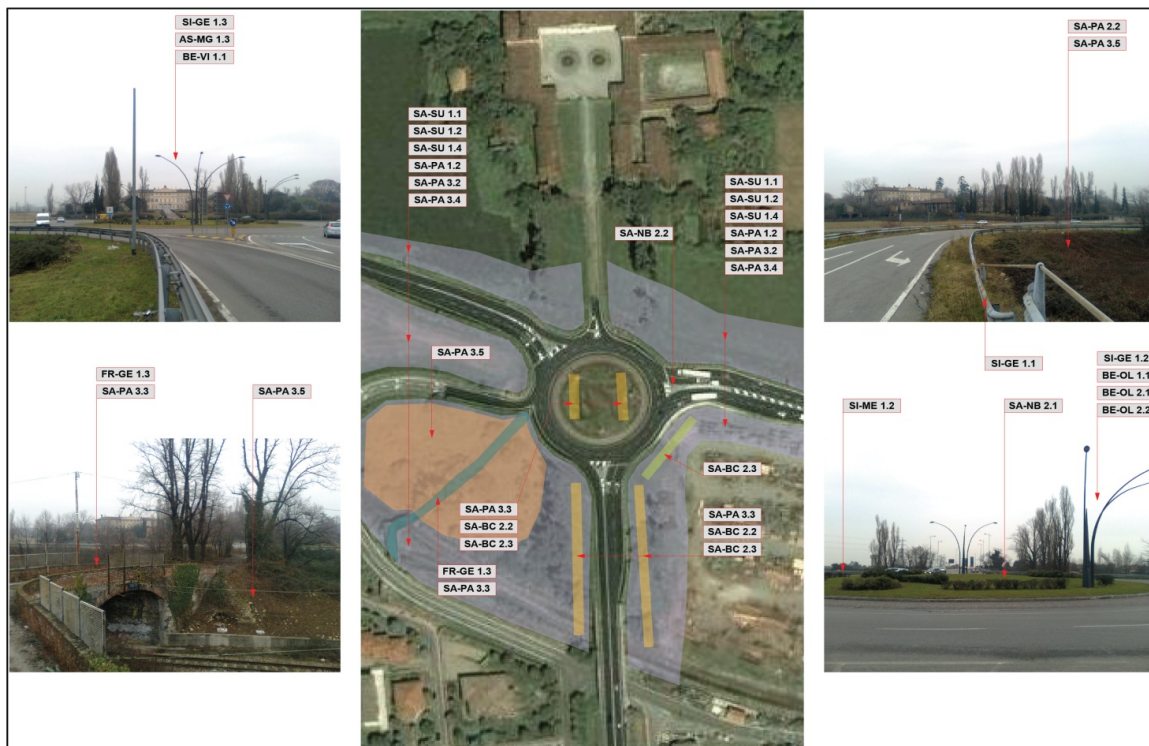 SI-GE 1.3
AS-MG 1.3
BE-VI 1.1
FR-GE 1.3
SA-PA 3.3
SA-PA 3.5
SA-SU 1.1
SA-SU 1.2
SA-SU 1.4
SA-PA 1.2
SA-PA 3.2
SA-PA 3.4
SA-NB 2.2
SA-SU 1.1
SA-SU 1.2
SA-SU 1.4
SA-PA 1.2
SA-PA 3.2
SA-PA 3.4
SA-PA 3.5
SA-BC 2.3
SA-PA 3.3
SA-BC 2.2
SA-BC 2.3
SA-PA 3.3
SA-BC 2.2
SA-BC 2.3
FR-GE 1.3
SA-PA 3.3
SA-PA 2.2
SA-PA 3.5
SI-GE 1.1
SI-GE 1.2
BE-OL 1.1
BE-OL 2.1
BE-OL 2.2
SI-ME 1.2
SA-NB 2.1